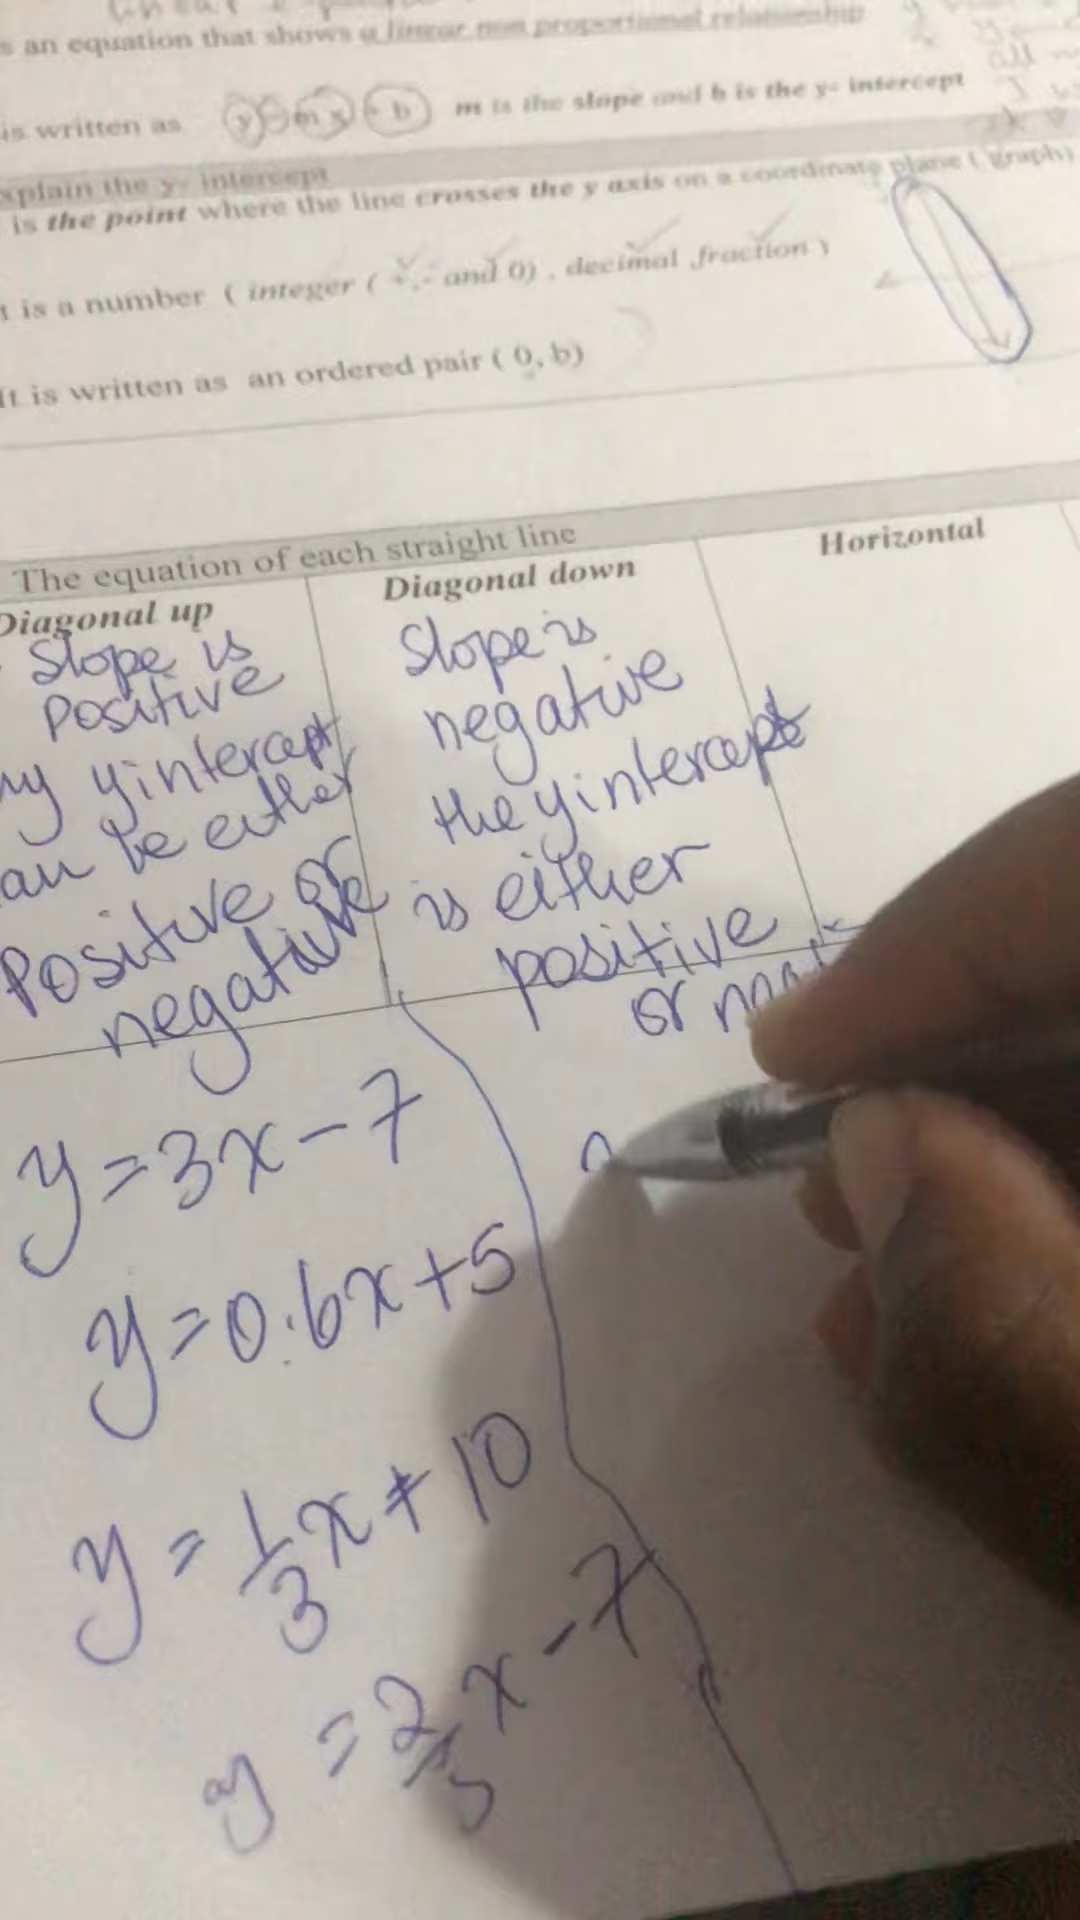 s an equation that shows a linear non proportional relationship
is written as y = m x + b m is the slope and b is the y- intercept
xplain the y- intercept
is the point where the line crosses the y axis on a coordinate plane ( graph)
t is a number ( integer ( +,- and 0) , decimal ,fraction )
It is written as an ordered pair ( 0, b)
The equation of each straight line
Diagonal up
Diagonal down
Horizontal
Slope is
Positive
my y intercept
can be either
Positive or
negative
Slope is
negative
the y intercept
is either
positive
or
y=3x-7
y=0.6x+5
y=1/3x+10
y=2/5x-7